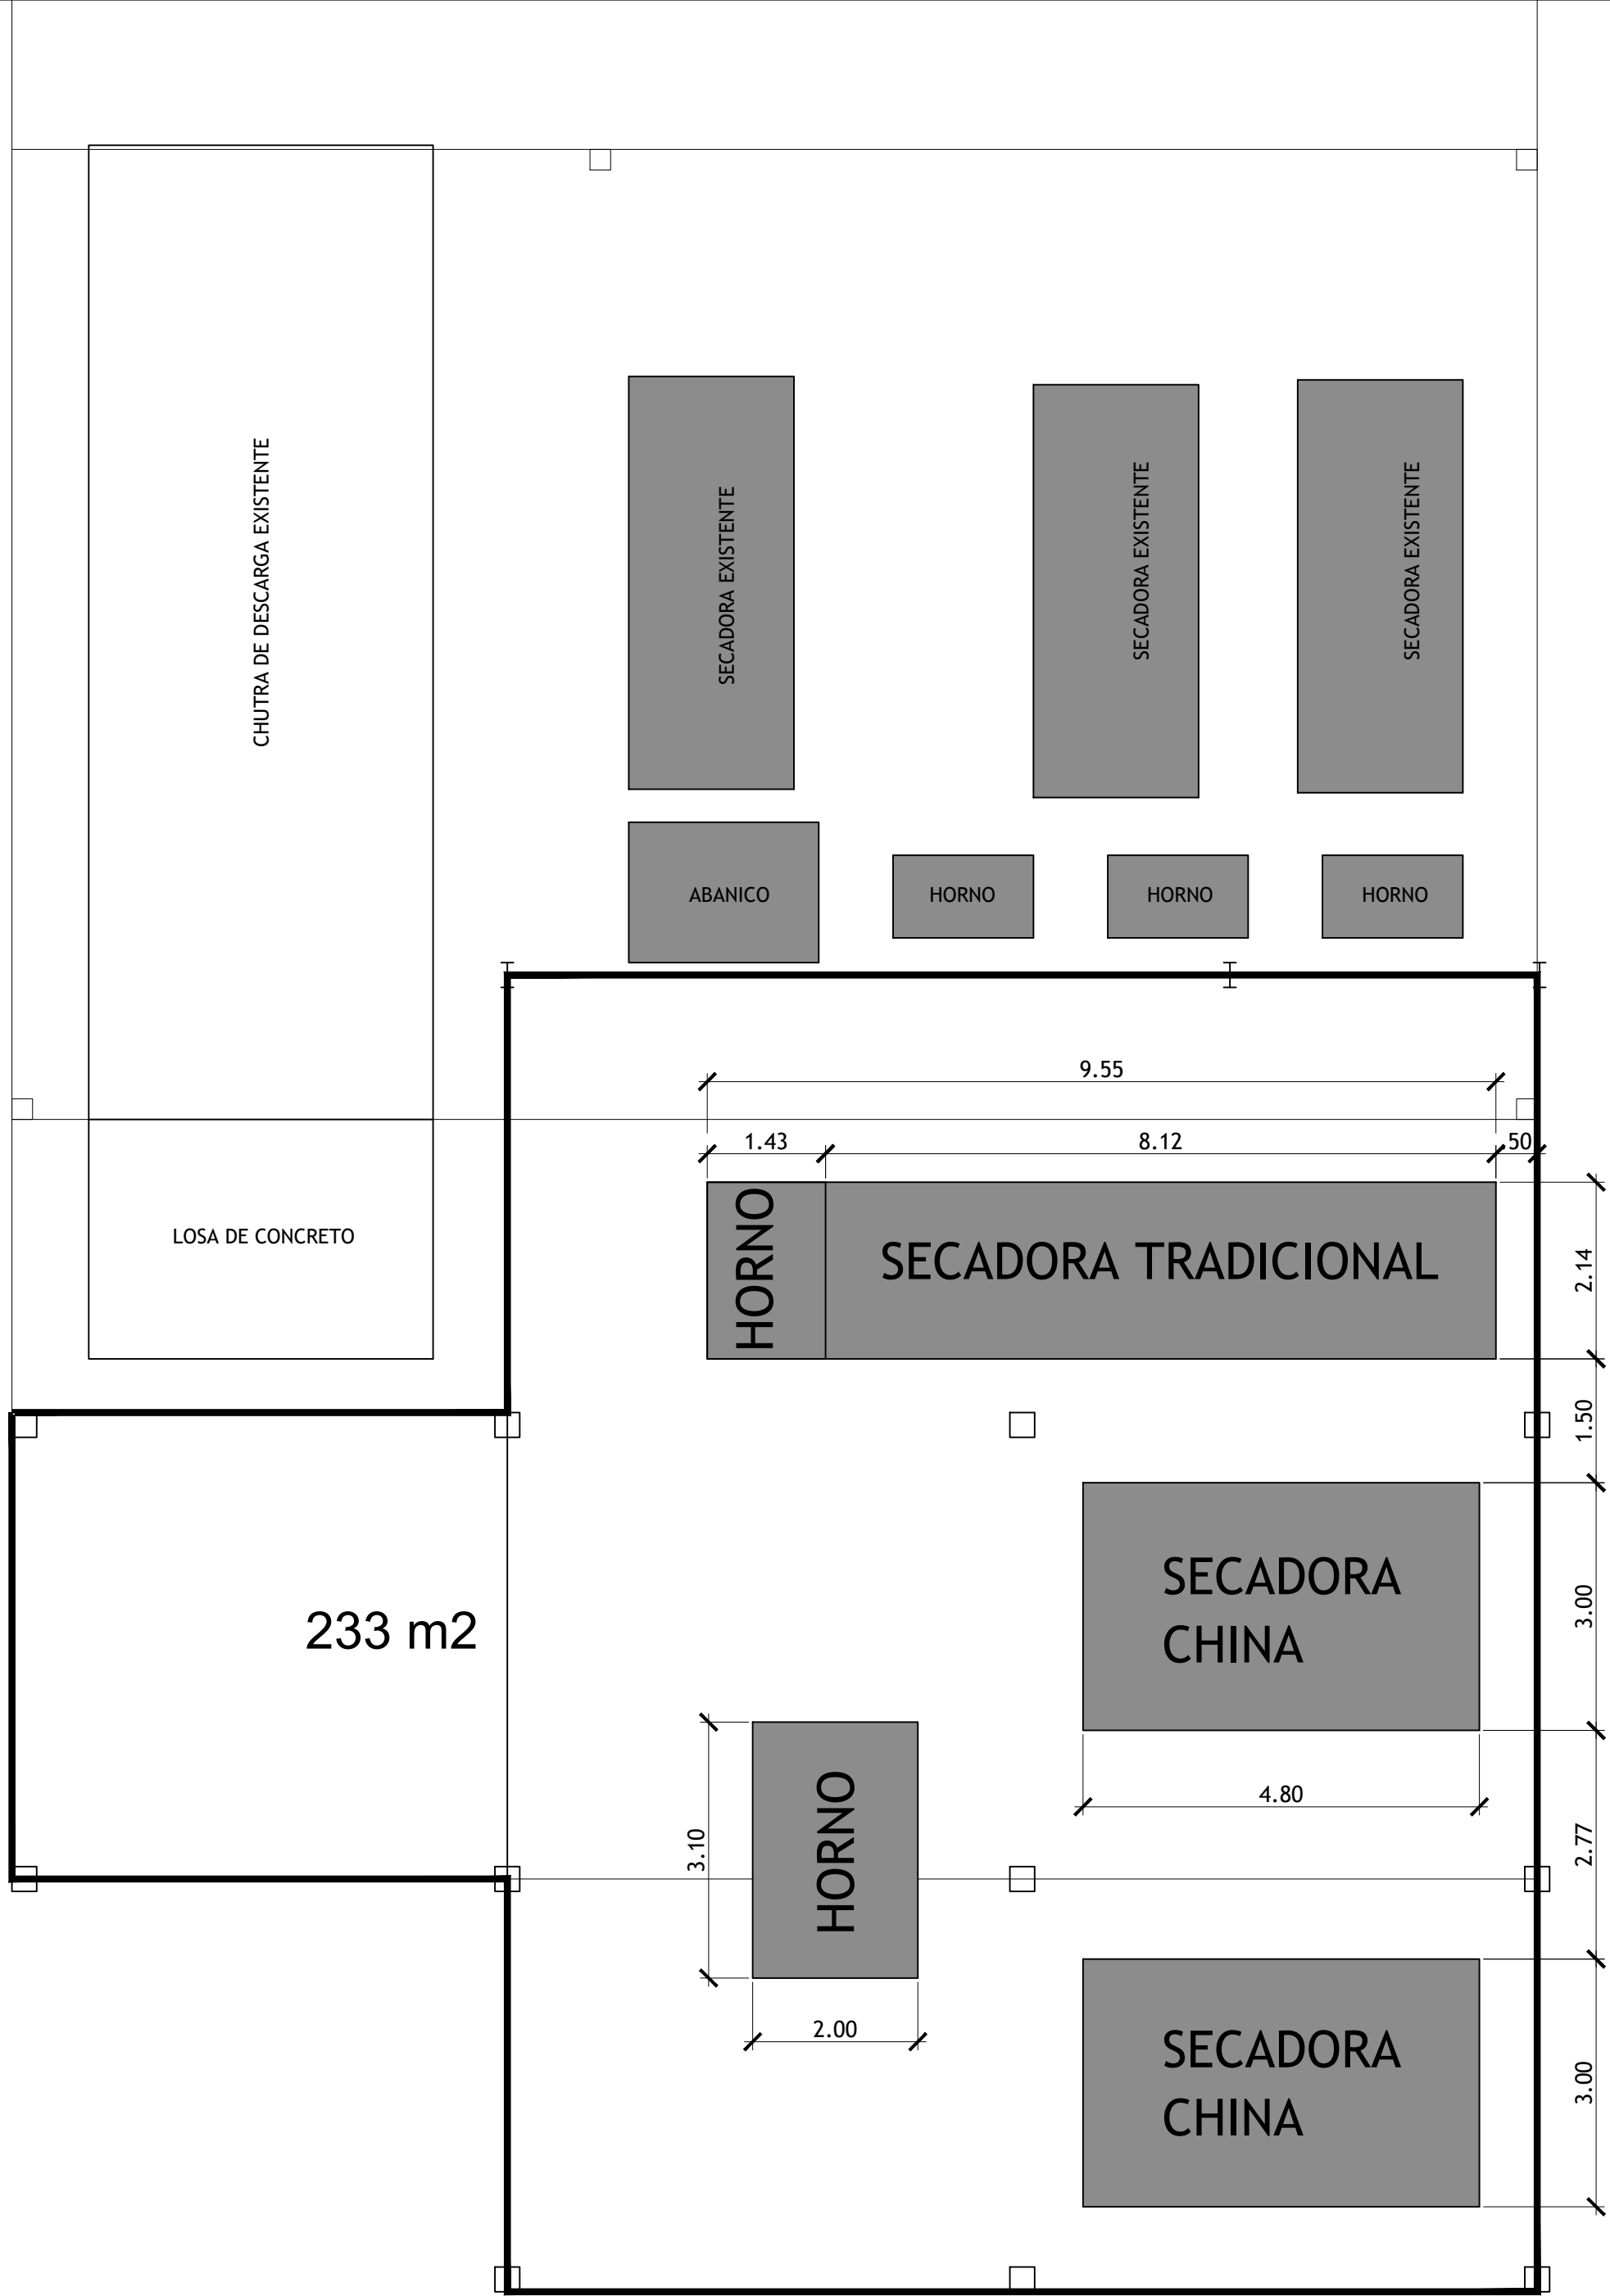 CHUTRA DE DESCARGA EXISTENTE
SECADORA EXISTENTE
SECADORA EXISTENTE
SECADORA EXISTENTE
ABANICO
HORNO
HORNO
HORNO
9.55
1.43
8.12
.50
LOSA DE CONCRETO
HORNO
SECADORA TRADICIONAL
2.14
1.50
SECADORA
CHINA
3.00
233 m2
4.80
HORNO
3.10
2.77
2.00
SECADORA
CHINA
3.00